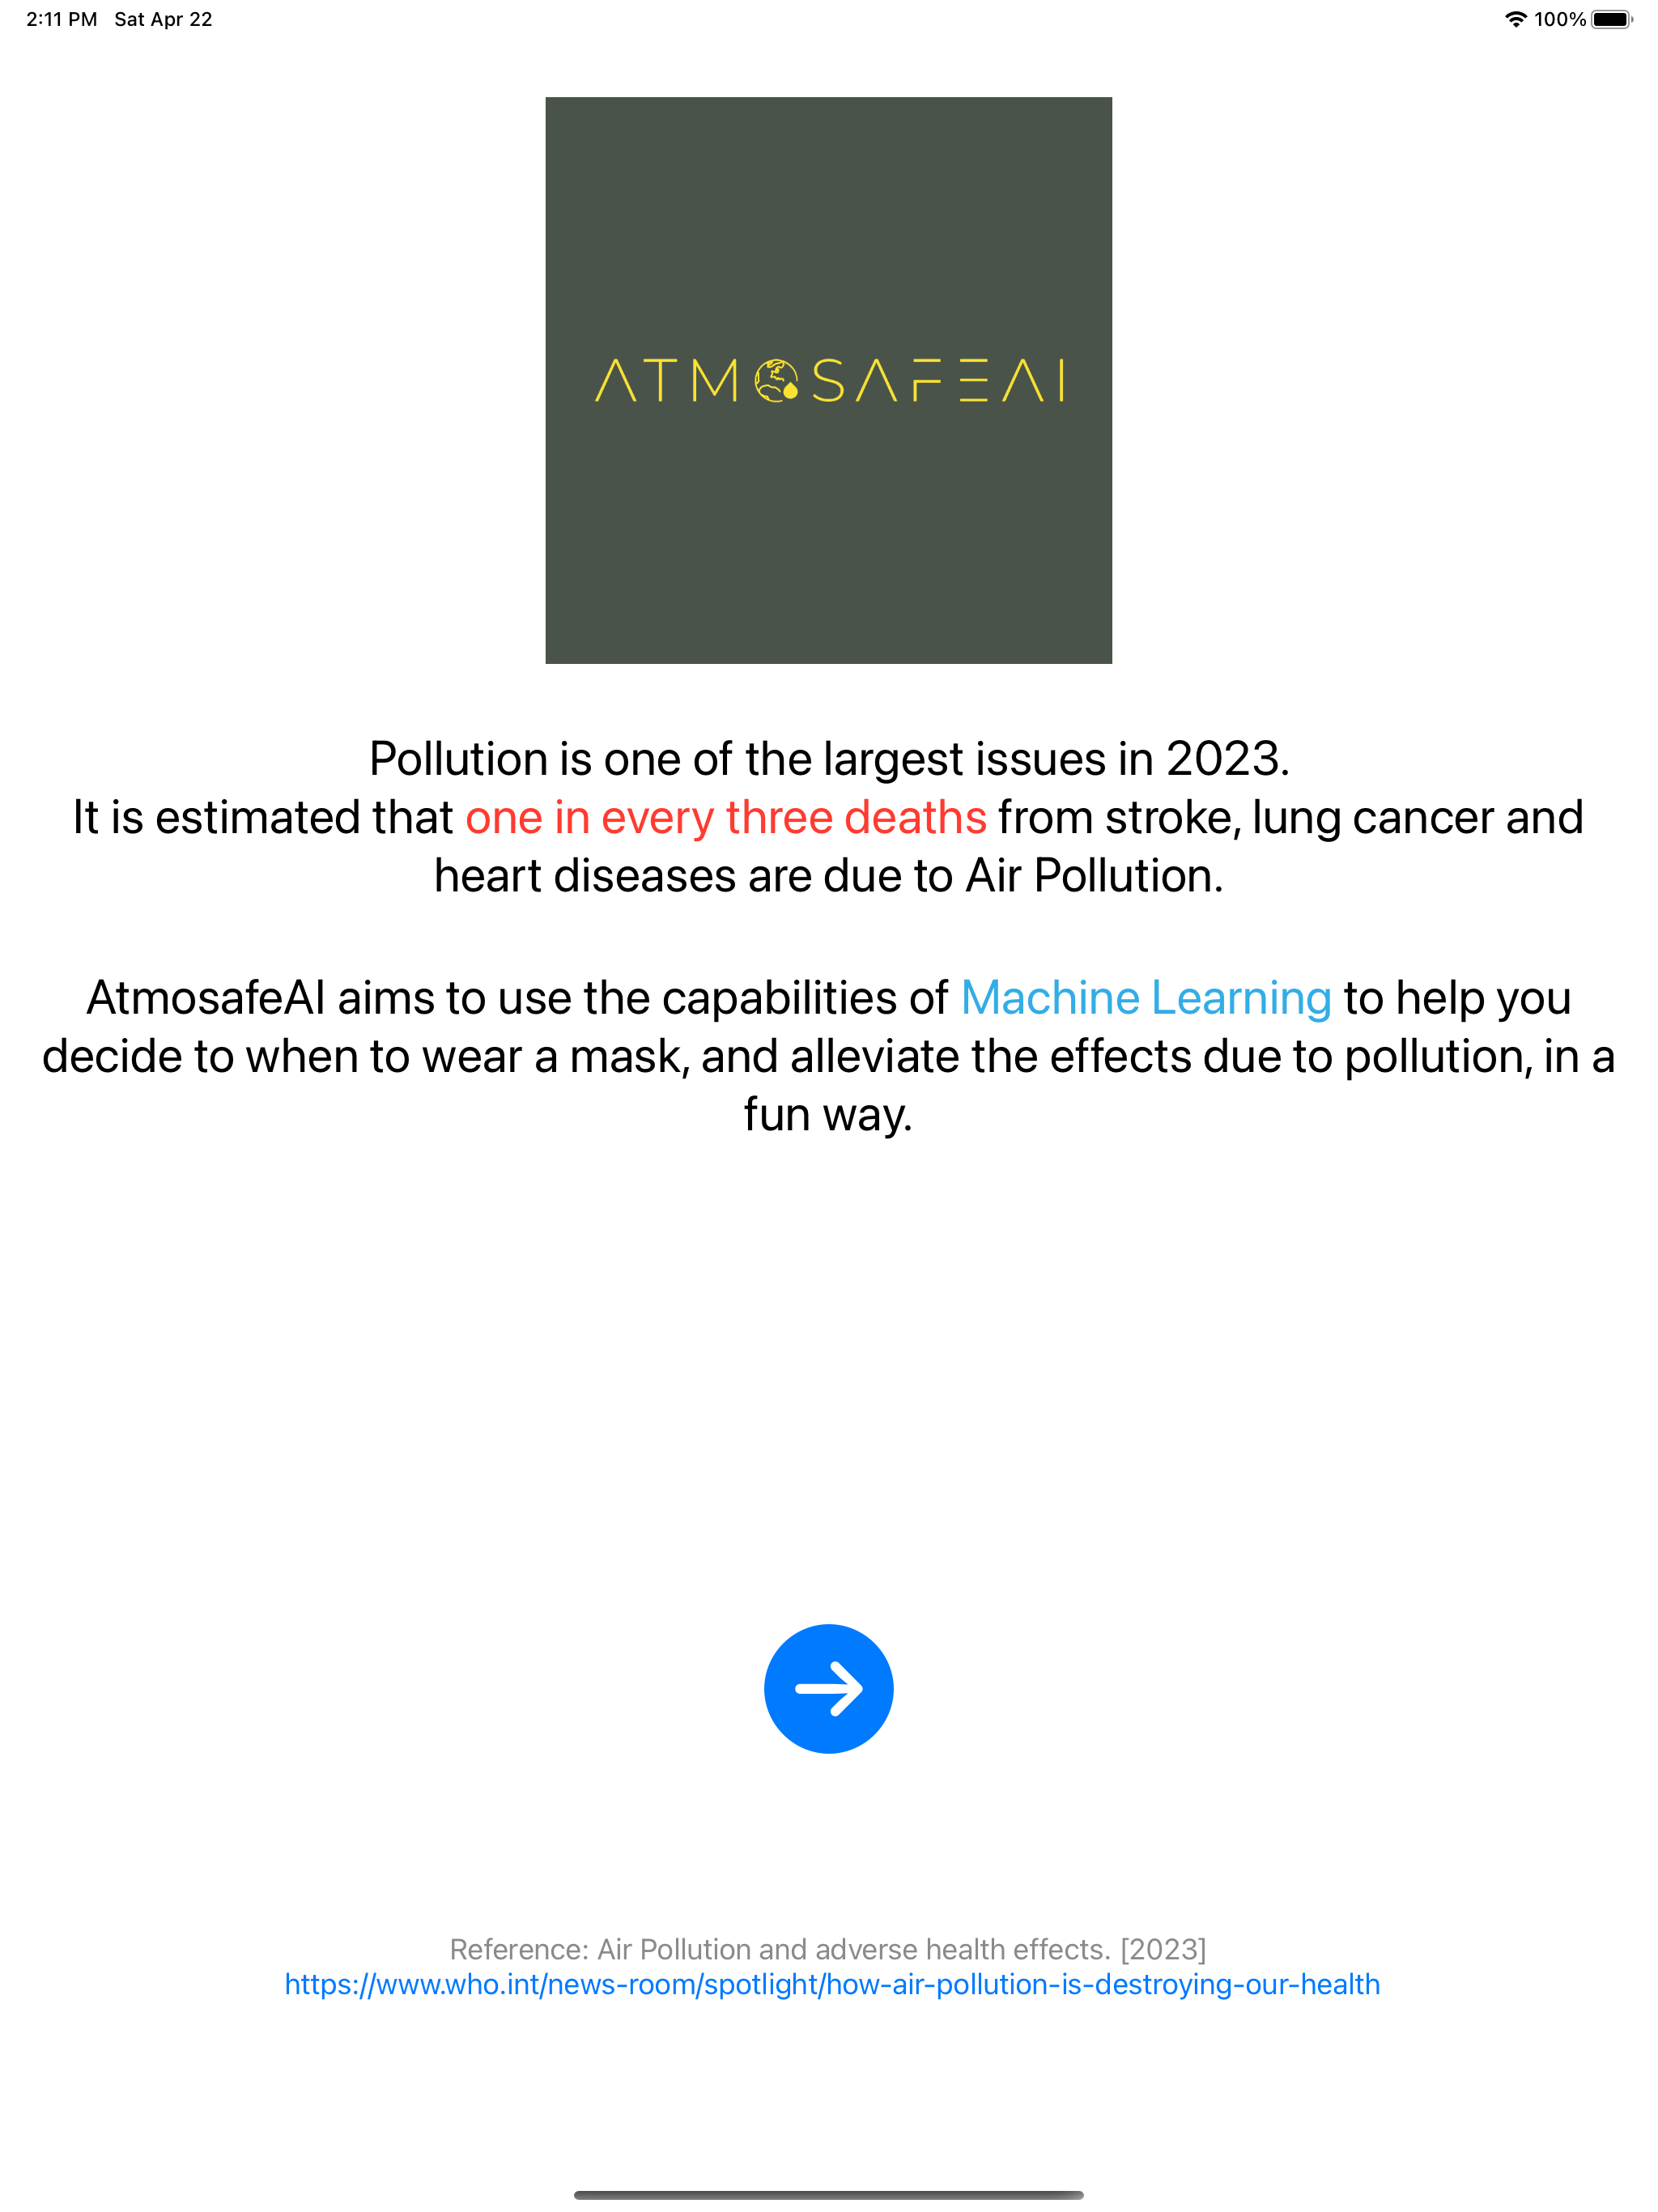 2:11 PM Sat Apr 22
100%
ATMOSAFEAI
Pollution is one of the largest issues in 2023.
It is estimated that one in every three deaths from stroke, lung cancer and
heart diseases are due to Air Pollution.
AtmosafeAI aims to use the capabilities of Machine Learning to help you
decide to when to wear a mask, and alleviate the effects due to pollution, in a
fun way.
Reference: Air Pollution and adverse health effects. [2023]
https://www.who.int/news-room/spotlight/how-air-pollution-is-destroying-our-health